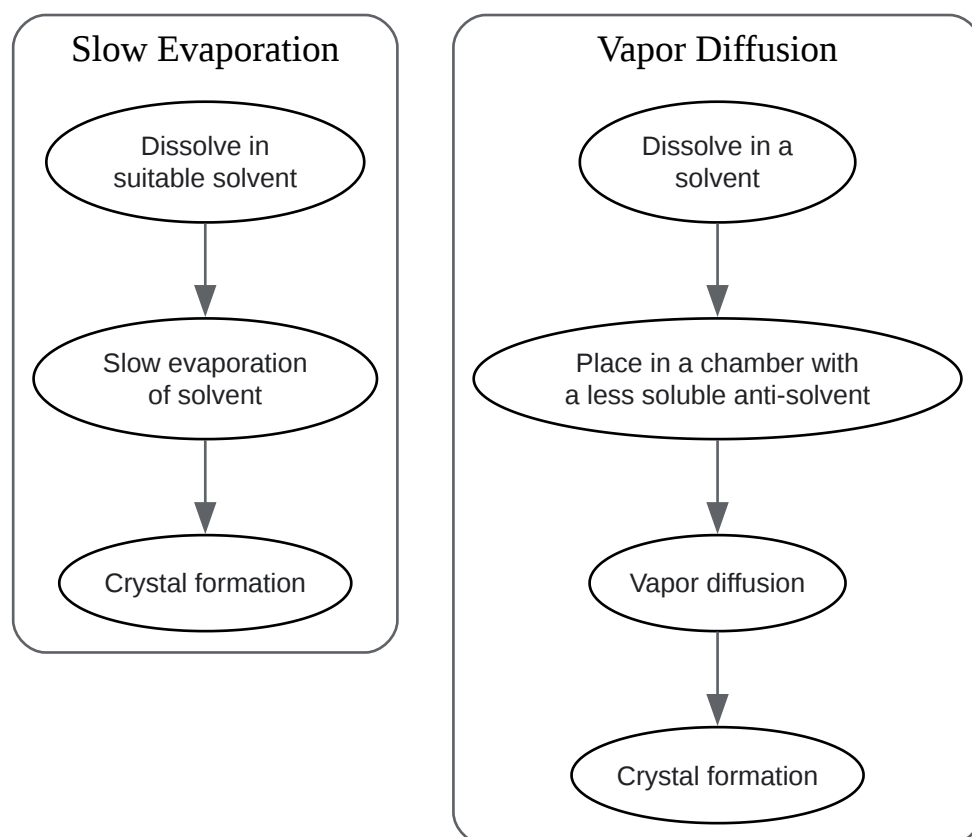 Slow Evaporation
Dissolve in
suitable solvent
Slow evaporation
of solvent
Crystal formation
Vapor Diffusion
Dissolve in a
solvent
Place in a chamber with
a less soluble anti-solvent
Vapor diffusion
Crystal formation